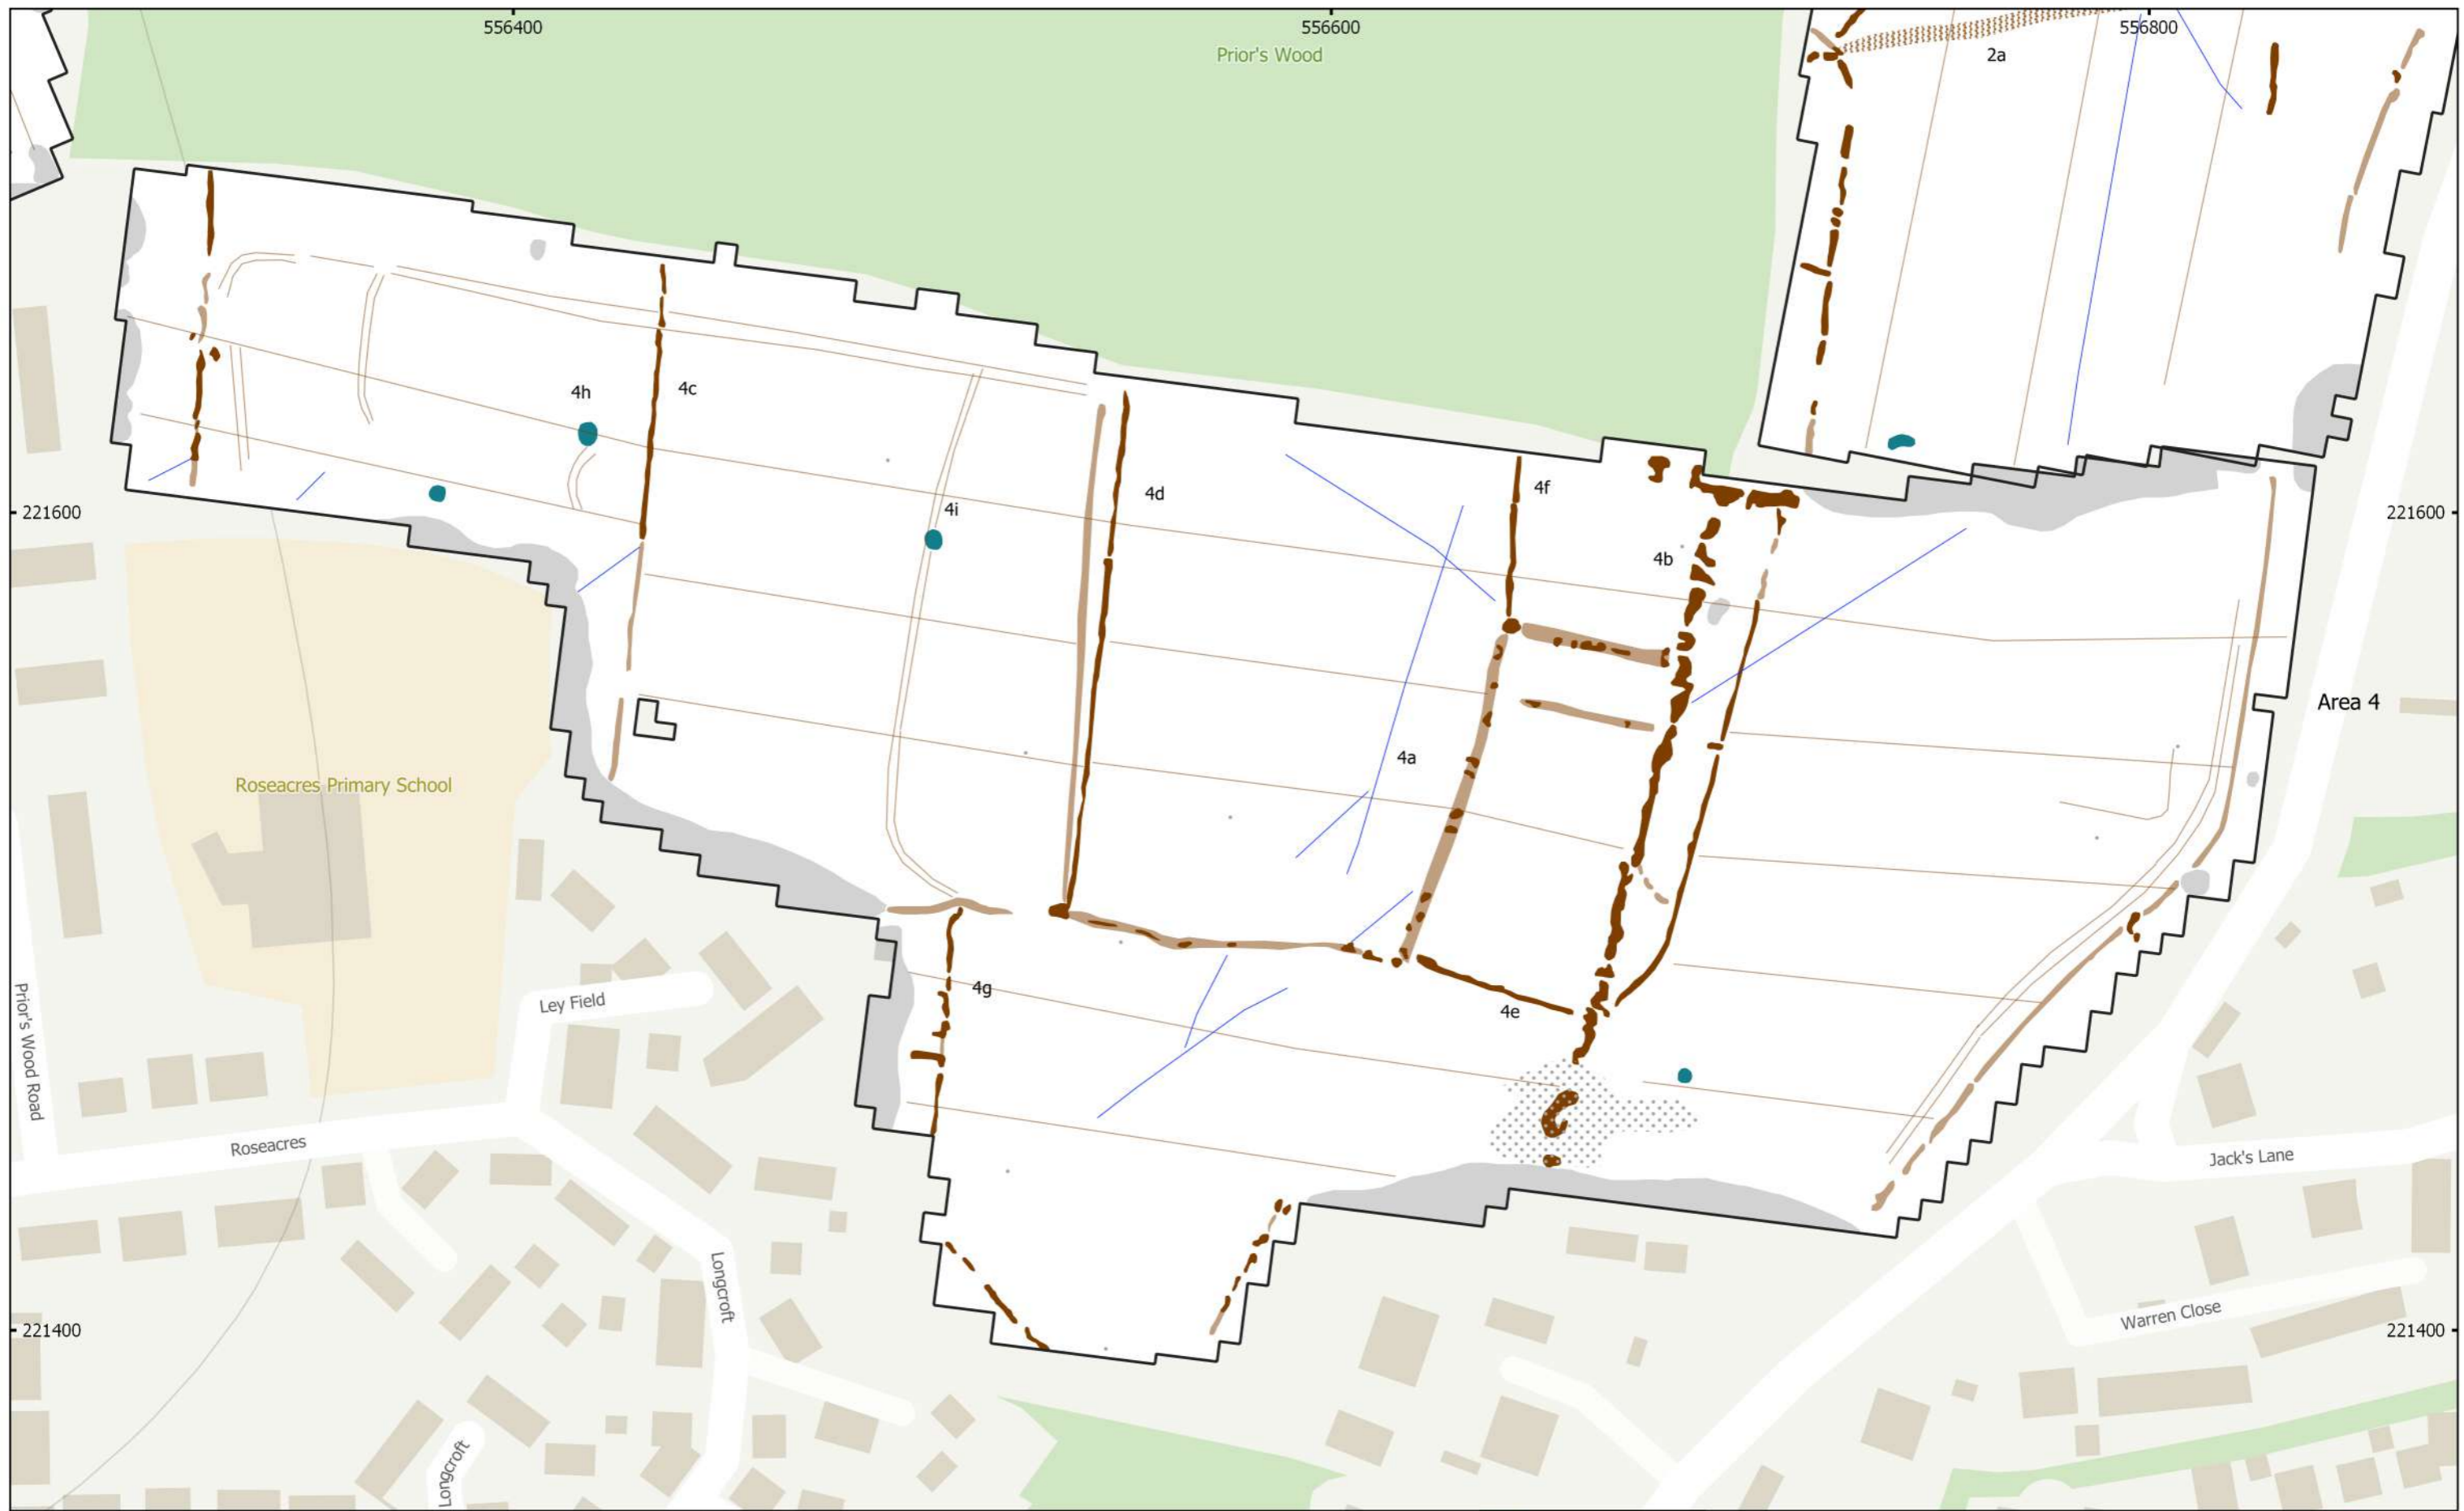 556400
556600
556800
Prior's Wood
2a
4h
4c
4d
4f
4i
221600
221600
4b
Area 4
4a
Roseacres Primary School
4g
Ley Field
4e
Prior's Wood Road
Roseacres
Jack's Lane
Longcroft
Warren Close
221400
221400
Longcroft